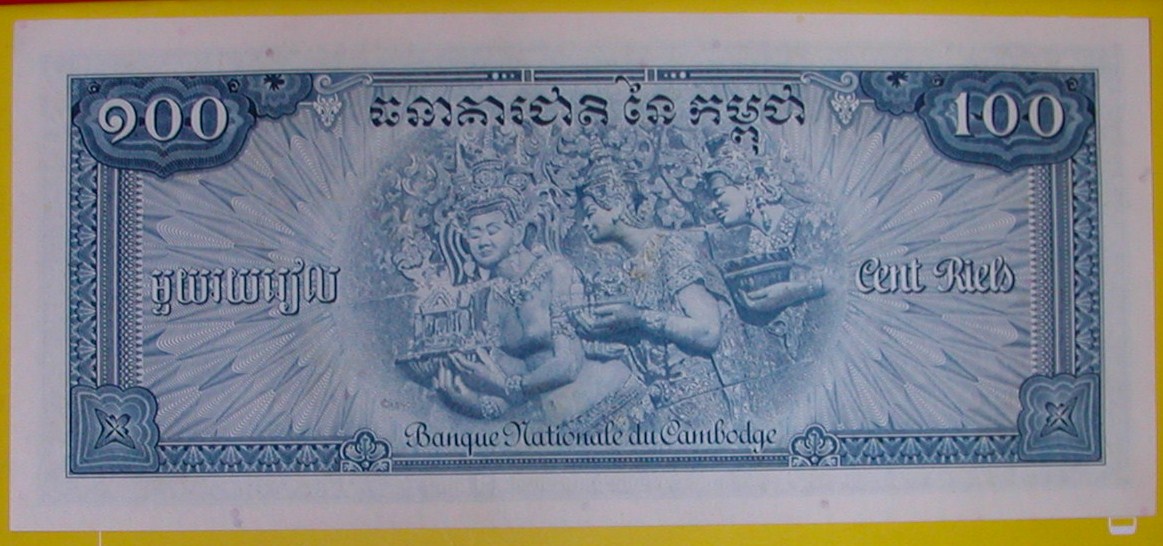 ១០០
ធនាគារជាតិ នៃ កម្ពុជា
100
មួយរយរៀល
Cent Riels
Banque Nationale du Cambodge